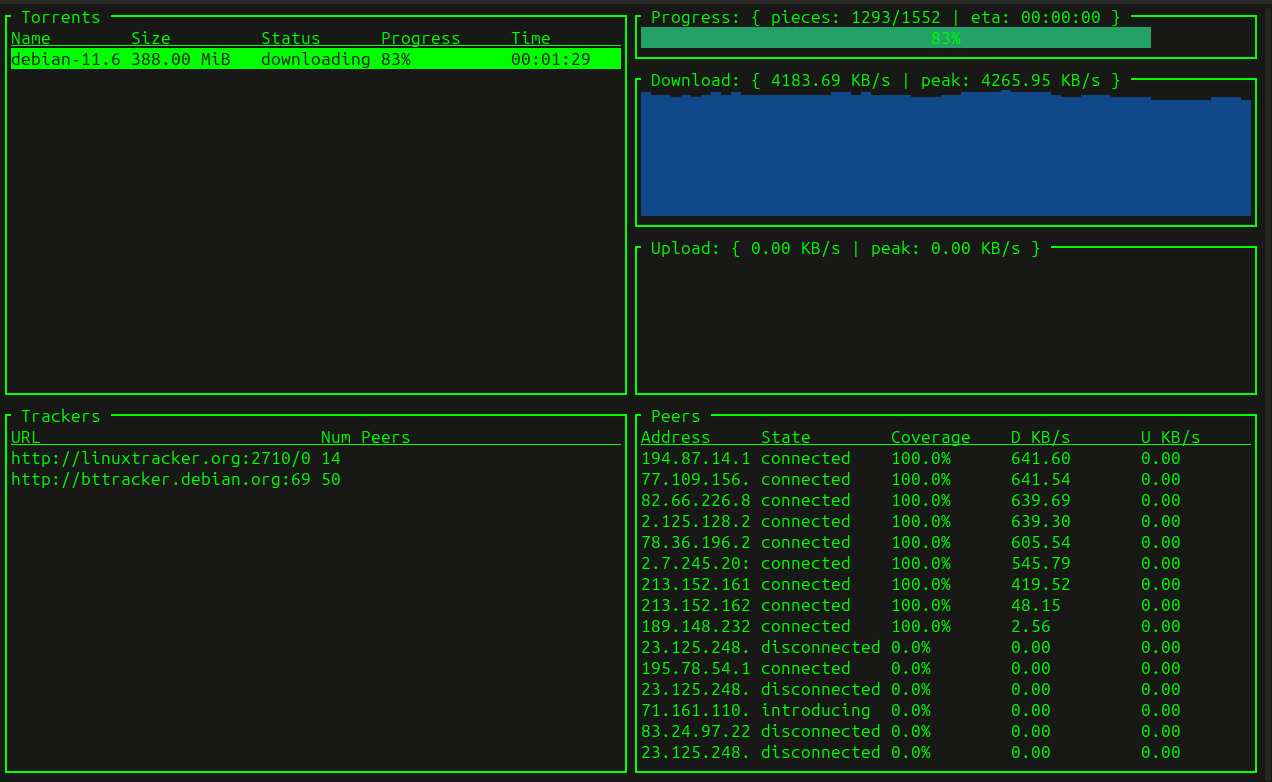 Torrents
Name Size Status Progress Time
debian-11.6 388.00 MiB downloading 83% 00:01:29
Progress: { pieces: 1293/1552 | eta: 00:00:00 }
83%
Download: { 4183.69 KB/s | peak: 4265.95 KB/s }
Upload: { 0.00 KB/s | peak: 0.00 KB/s }
Trackers
URL Num Peers
http://linuxtracker.org:2710/0 14
http://bttracker.debian.org:69 50
Peers
Address State Coverage D KB/s U KB/s
194.87.14.1 connected 100.0% 641.60 0.00
77.109.156. connected 100.0% 641.54 0.00
82.66.226.8 connected 100.0% 639.69 0.00
2.125.128.2 connected 100.0% 639.30 0.00
78.36.196.2 connected 100.0% 605.54 0.00
2.7.245.20: connected 100.0% 545.79 0.00
213.152.161 connected 100.0% 419.52 0.00
213.152.162 connected 100.0% 48.15 0.00
189.148.232 connected 100.0% 2.56 0.00
23.125.248. disconnected 0.0% 0.00 0.00
195.78.54.1 connected 0.0% 0.00 0.00
23.125.248. disconnected 0.0% 0.00 0.00
71.161.110. introducing 0.0% 0.00 0.00
83.24.97.22 disconnected 0.0% 0.00 0.00
23.125.248. disconnected 0.0% 0.00 0.00